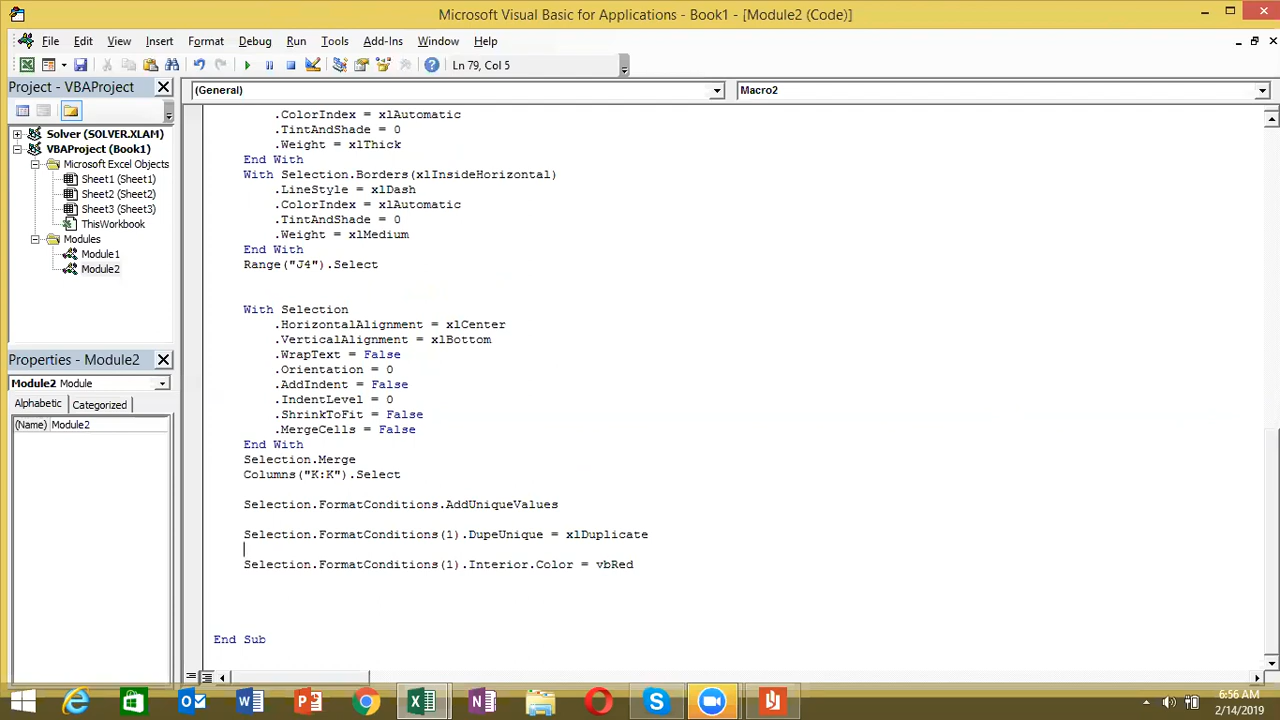 Microsoft Visual Basic for Applications - Book1 - [Module2 (Code)]
File Edit View Insert Format Debug Run Tools Add-Ins Window Help
Ln 79, Col 5
Project - VBAProject
(General) Macro2
Solver (SOLVER.XLAM)
VBAProject (Book1)
Microsoft Excel Objects
Sheet1 (Sheet1)
Sheet2 (Sheet2)
Sheet3 (Sheet3)
ThisWorkbook
Modules
Module1
Module2
Properties - Module2
Module2 Module
Alphabetic Categorized
(Name) Module2
.ColorIndex = xlAutomatic
.TintAndShade = 0
.Weight = xlThick
End With
With Selection.Borders(xlInsideHorizontal)
.LineStyle = xlDash
.ColorIndex = xlAutomatic
.TintAndShade = 0
.Weight = xlMedium
End With
Range("J4").Select
With Selection
.HorizontalAlignment = xlCenter
.VerticalAlignment = xlBottom
.WrapText = False
.Orientation = 0
.AddIndent = False
.IndentLevel = 0
.ShrinkToFit = False
.MergeCells = False
End With
Selection.Merge
Columns("K:K").Select
Selection.FormatConditions.AddUniqueValues
Selection.FormatConditions(1).DupeUnique = xlDuplicate
Selection.FormatConditions(1).Interior.Color = vbRed
End Sub
6:56 AM
2/14/2019